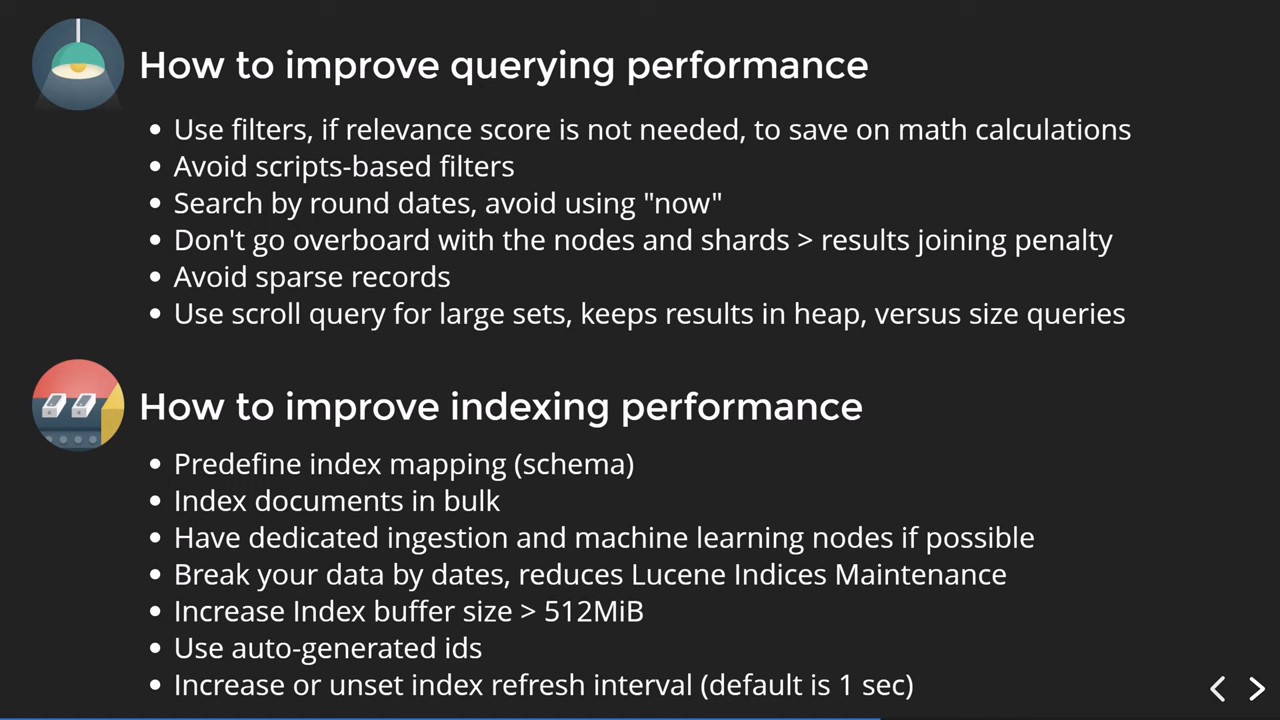 How to improve querying performance
Use filters, if relevance score is not needed, to save on math calculations
Avoid scripts-based filters
Search by round dates, avoid using "now"
Don't go overboard with the nodes and shards > results joining penalty
Avoid sparse records
Use scroll query for large sets, keeps results in heap, versus size queries
How to improve indexing performance
Predefine index mapping (schema)
Index documents in bulk
Have dedicated ingestion and machine learning nodes if possible
Break your data by dates, reduces Lucene Indices Maintenance
Increase Index buffer size > 512MiB
Use auto-generated ids
Increase or unset index refresh interval (default is 1 sec)